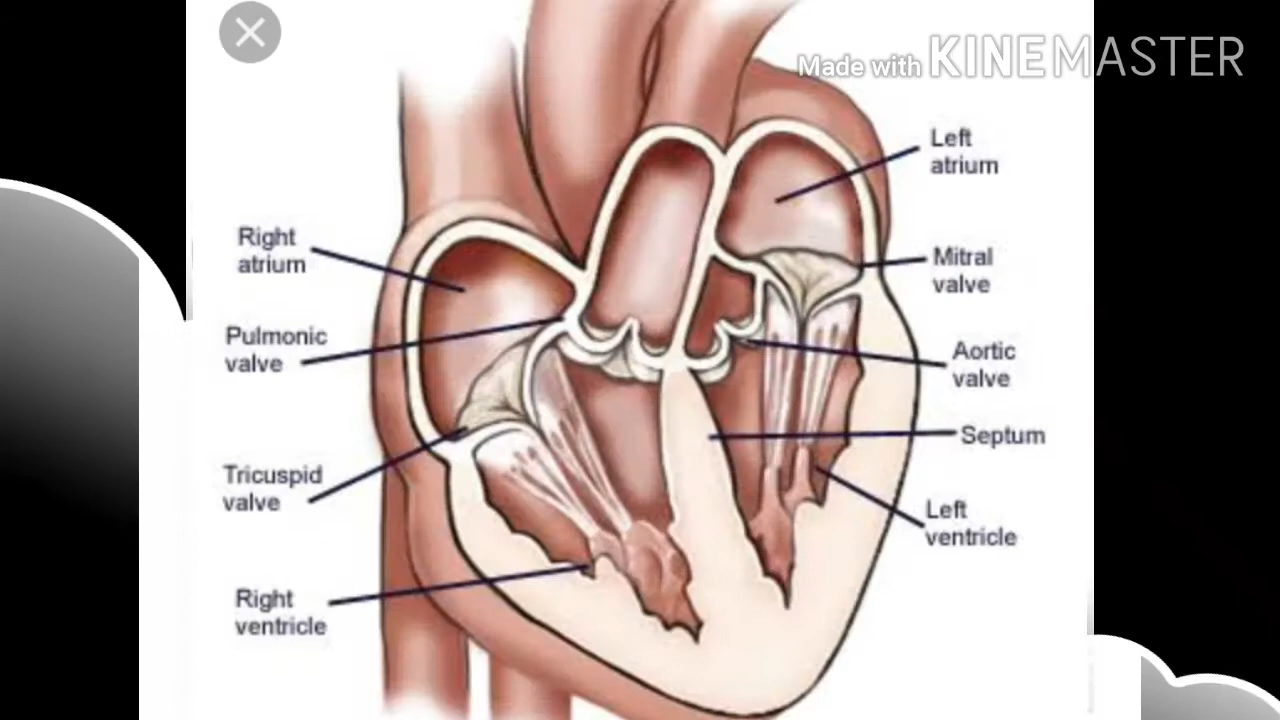 Made with KINEMASTER
Left
atrium
Right
atrium
Mitral
valve
Pulmonic
valve
Aortic
valve
Septum
Tricuspid
valve
Left
ventricle
Right
ventricle